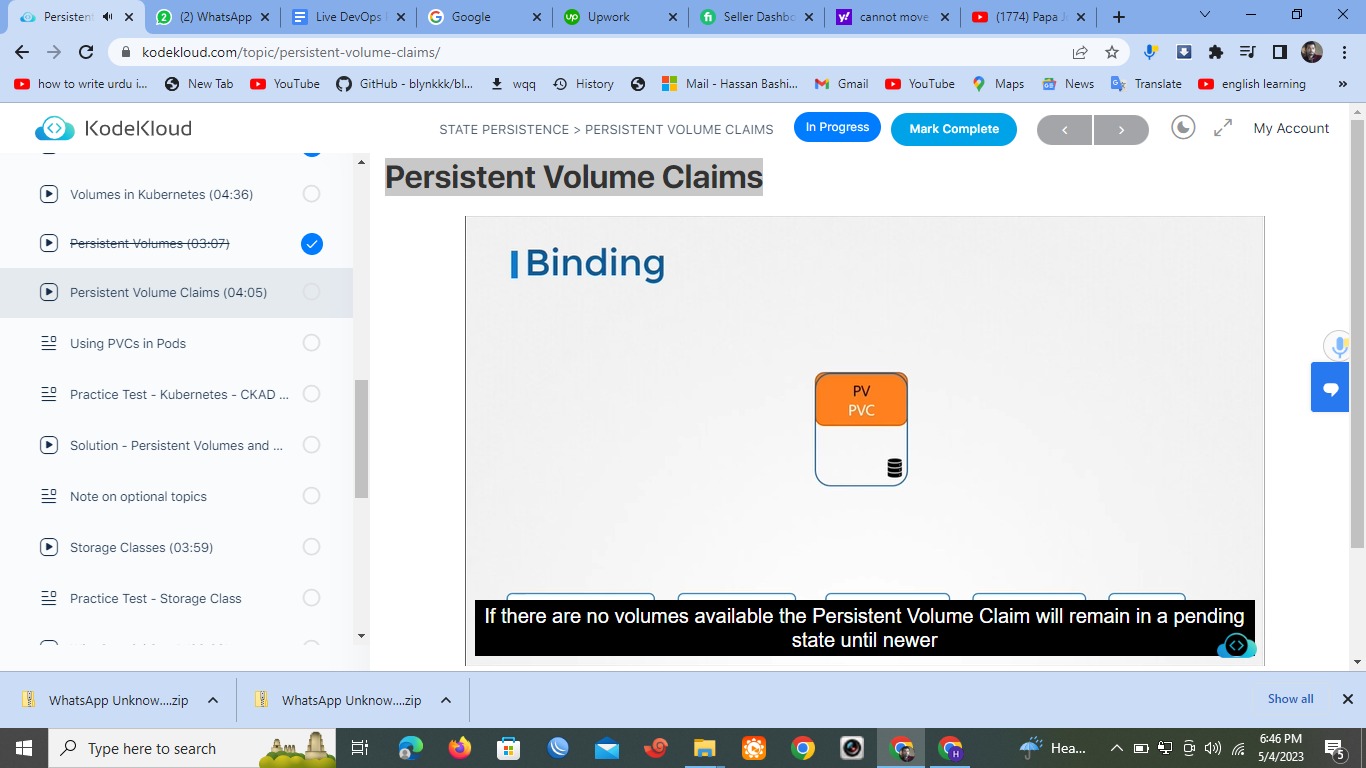 Persistent
(2) WhatsApp
Live DevOps
Google
Upwork
Seller Dashbo
cannot move
(1774) Papa J
kodekloud.com/topic/persistent-volume-claims/
how to write urdu i...
New Tab
YouTube
GitHub - blynkkk/bl...
wqq
History
Mail - Hassan Bashi...
Gmail
YouTube
Maps
News
Translate
english learning
KodeKloud
STATE PERSISTENCE > PERSISTENT VOLUME CLAIMS
In Progress
Mark Complete
My Account
Volumes in Kubernetes (04:36)
Persistent Volumes (03:07)
Persistent Volume Claims (04:05)
Using PVCs in Pods
Practice Test - Kubernetes - CKAD ...
Solution - Persistent Volumes and ...
Note on optional topics
Storage Classes (03:59)
Practice Test - Storage Class
Persistent Volume Claims
Binding
PV
PVC
If there are no volumes available the Persistent Volume Claim will remain in a pending
state until newer
WhatsApp Unknow....zip
WhatsApp Unknow....zip
Show all
Type here to search
Hea...
6:46 PM
5/4/2023
5